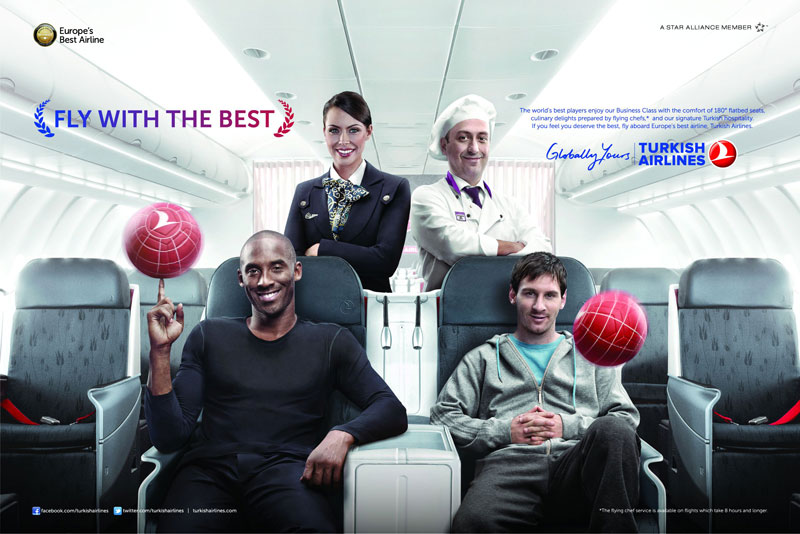 Europe's
Best Airline
A STAR ALLIANCE MEMBER
FLY WITH THE BEST
The world's best players enjoy our Business Class with the comfort of 180° flatbed seats,
culinary delights prepared by flying chefs,* and our signature Turkish hospitality.
If you feel you deserve the best, fly aboard Europe's best airline, Turkish Airlines.
Globally Yours
TURKISH
AIRLINES
facebook.com/turkishairlines
twitter.com/turkishairlines | turkishairlines.com
*The flying chef service is available on flights which take 8 hours and longer.